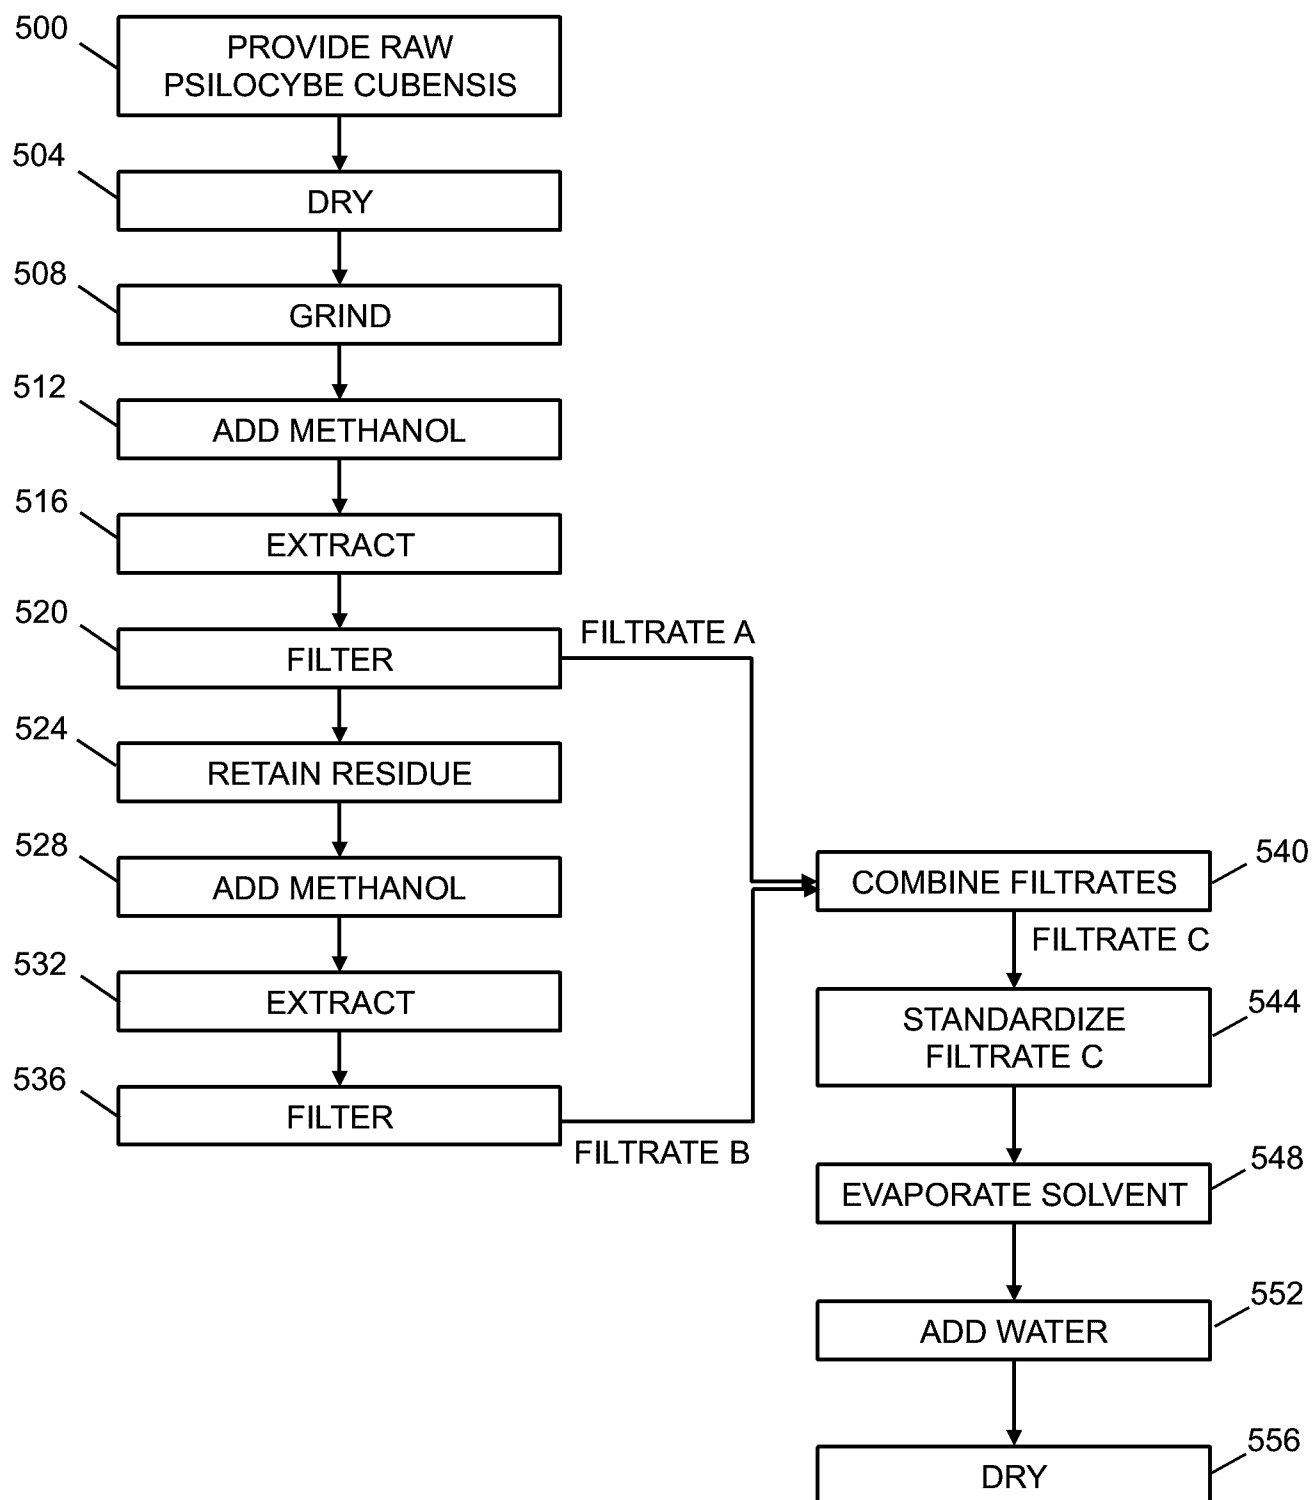 500
PROVIDE RAW
PSILOCYBE CUBENSIS
504
DRY
508
GRIND
512
ADD METHANOL
516
EXTRACT
520
FILTER
FILTRATE A
524
RETAIN RESIDUE
528
ADD METHANOL
532
EXTRACT
536
FILTER
FILTRATE B
540
COMBINE FILTRATES
FILTRATE C
544
STANDARDIZE
FILTRATE C
548
EVAPORATE SOLVENT
552
ADD WATER
556
DRY